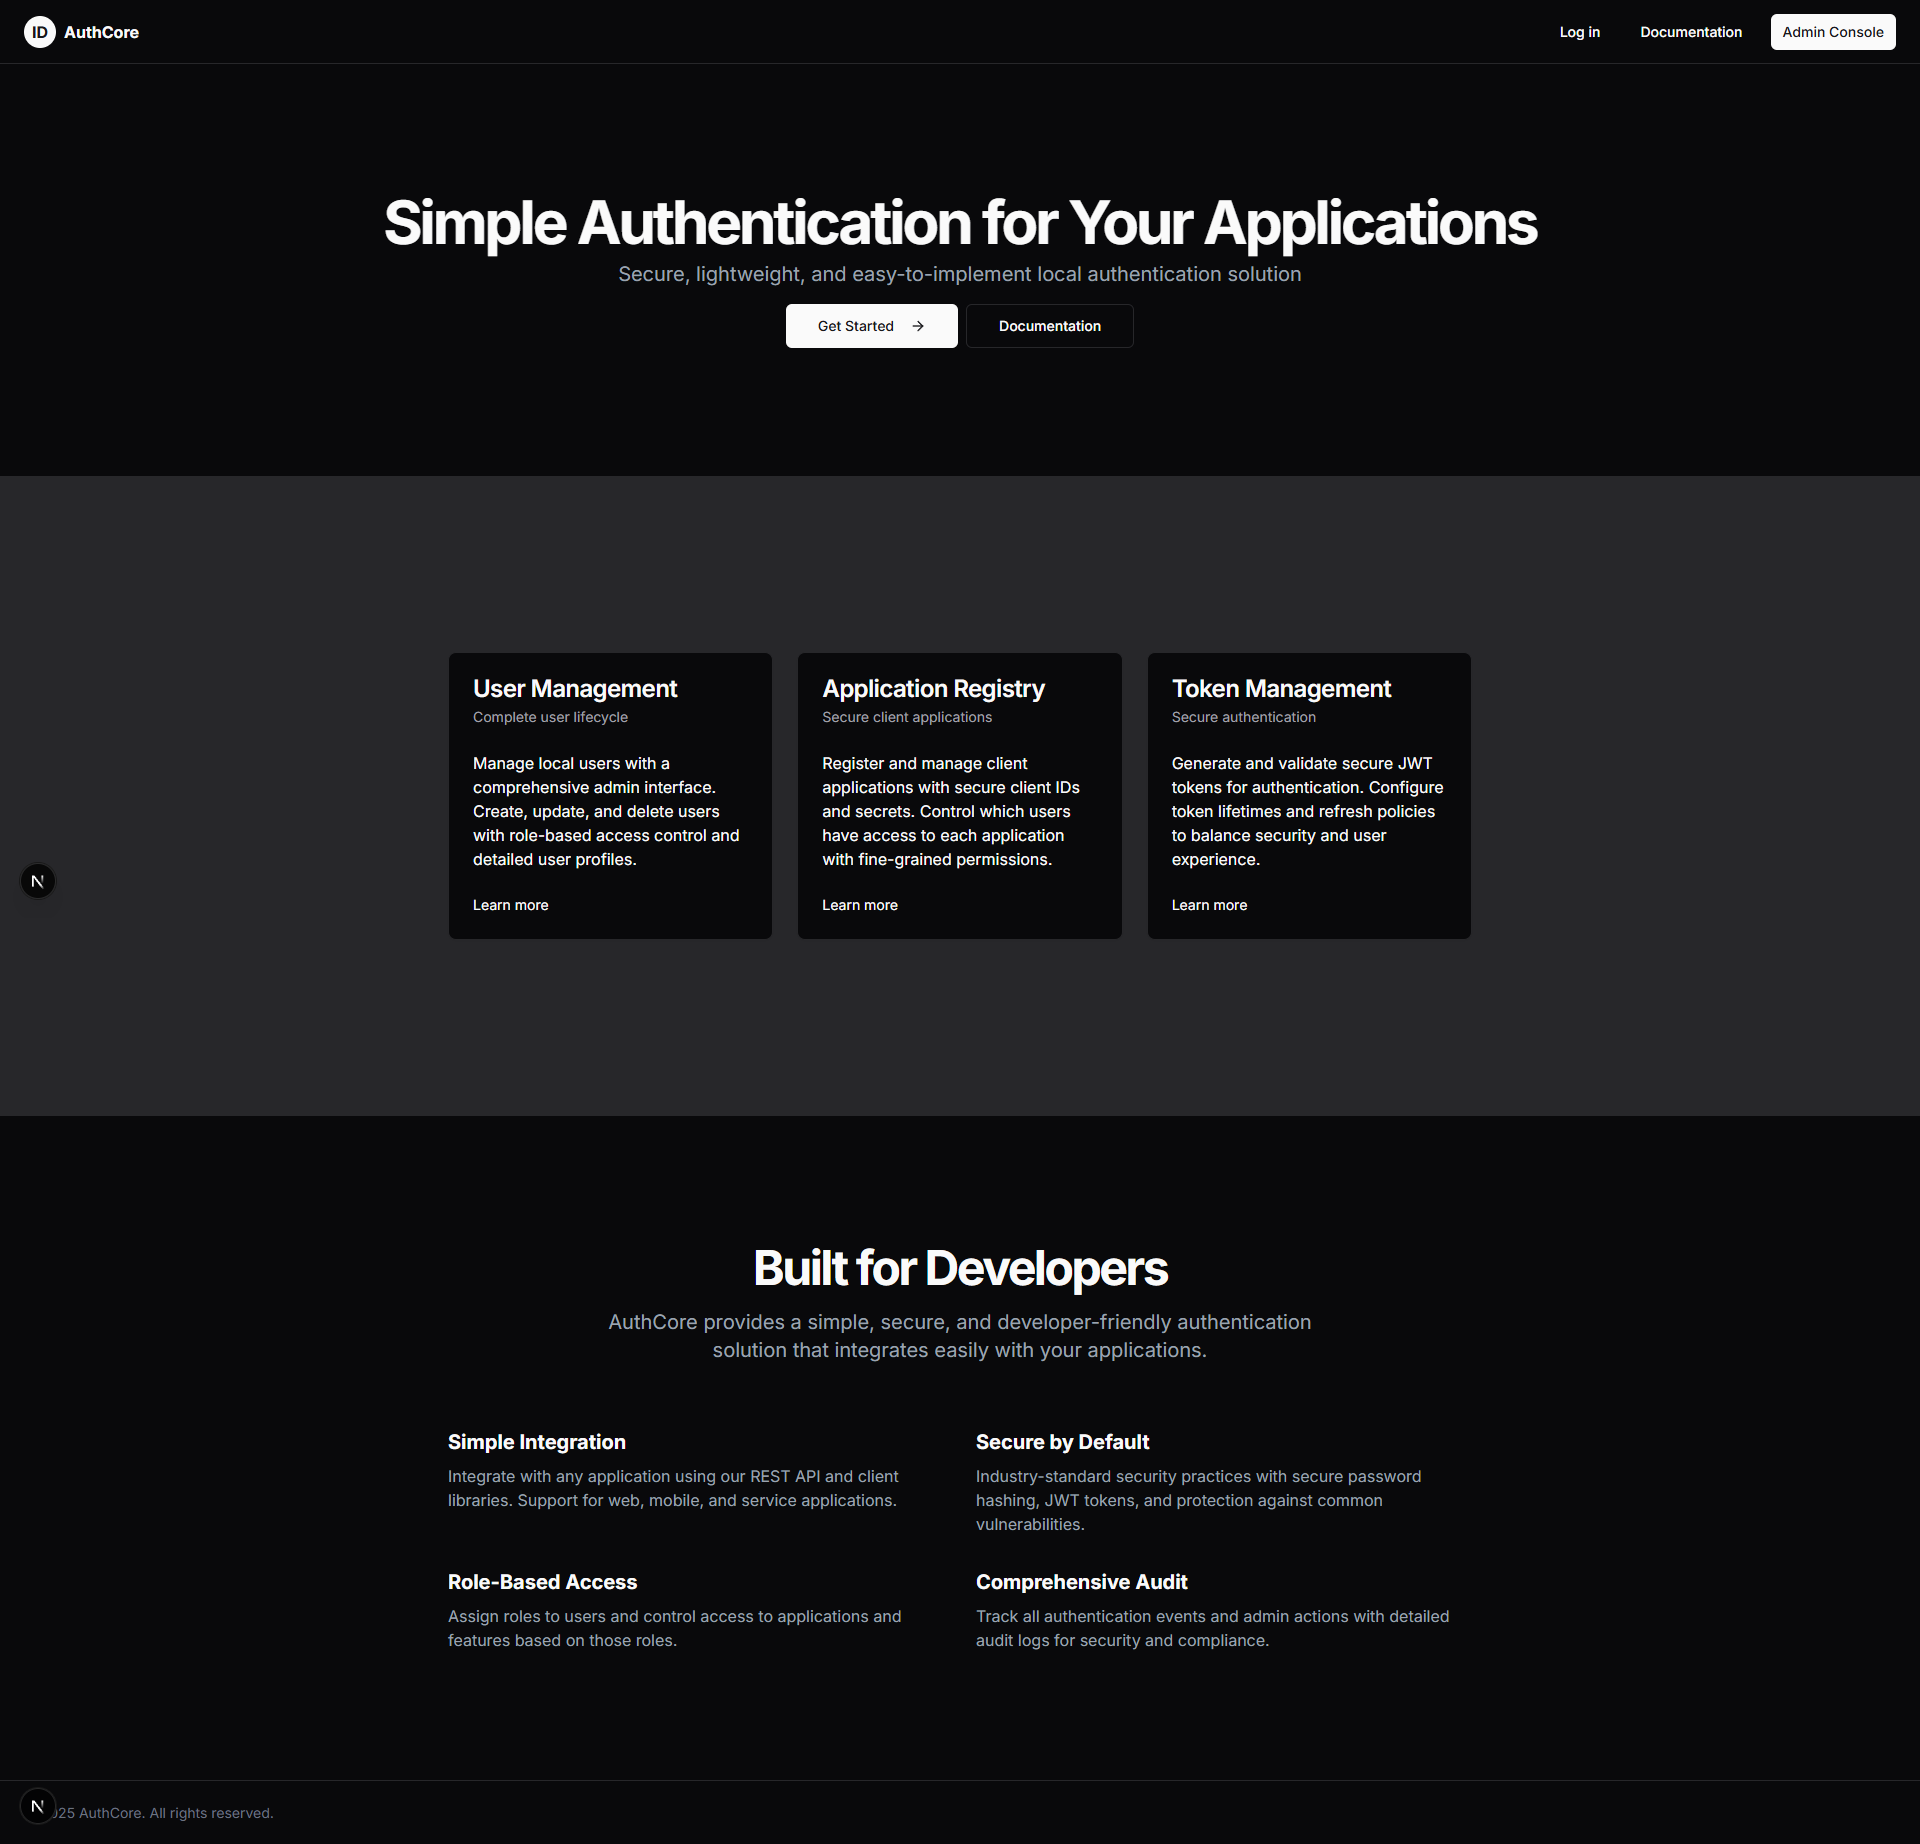 ID AuthCore
Log in
Documentation
Admin Console
Simple Authentication for Your Applications
Secure, lightweight, and easy-to-implement local authentication solution
Get Started
Documentation
User Management
Complete user lifecycle
Manage local users with a
comprehensive admin interface.
Create, update, and delete users
with role-based access control and
detailed user profiles.
Learn more
Application Registry
Secure client applications
Register and manage client
applications with secure client IDs
and secrets. Control which users
have access to each application
with fine-grained permissions.
Learn more
Token Management
Secure authentication
Generate and validate secure JWT
tokens for authentication. Configure
token lifetimes and refresh policies
to balance security and user
experience.
Learn more
N
Built for Developers
AuthCore provides a simple, secure, and developer-friendly authentication
solution that integrates easily with your applications.
Simple Integration
Integrate with any application using our REST API and client
libraries. Support for web, mobile, and service applications.
Secure by Default
Industry-standard security practices with secure password
hashing, JWT tokens, and protection against common
vulnerabilities.
Role-Based Access
Assign roles to users and control access to applications and
features based on those roles.
Comprehensive Audit
Track all authentication events and admin actions with detailed
audit logs for security and compliance.
N
25 AuthCore. All rights reserved.